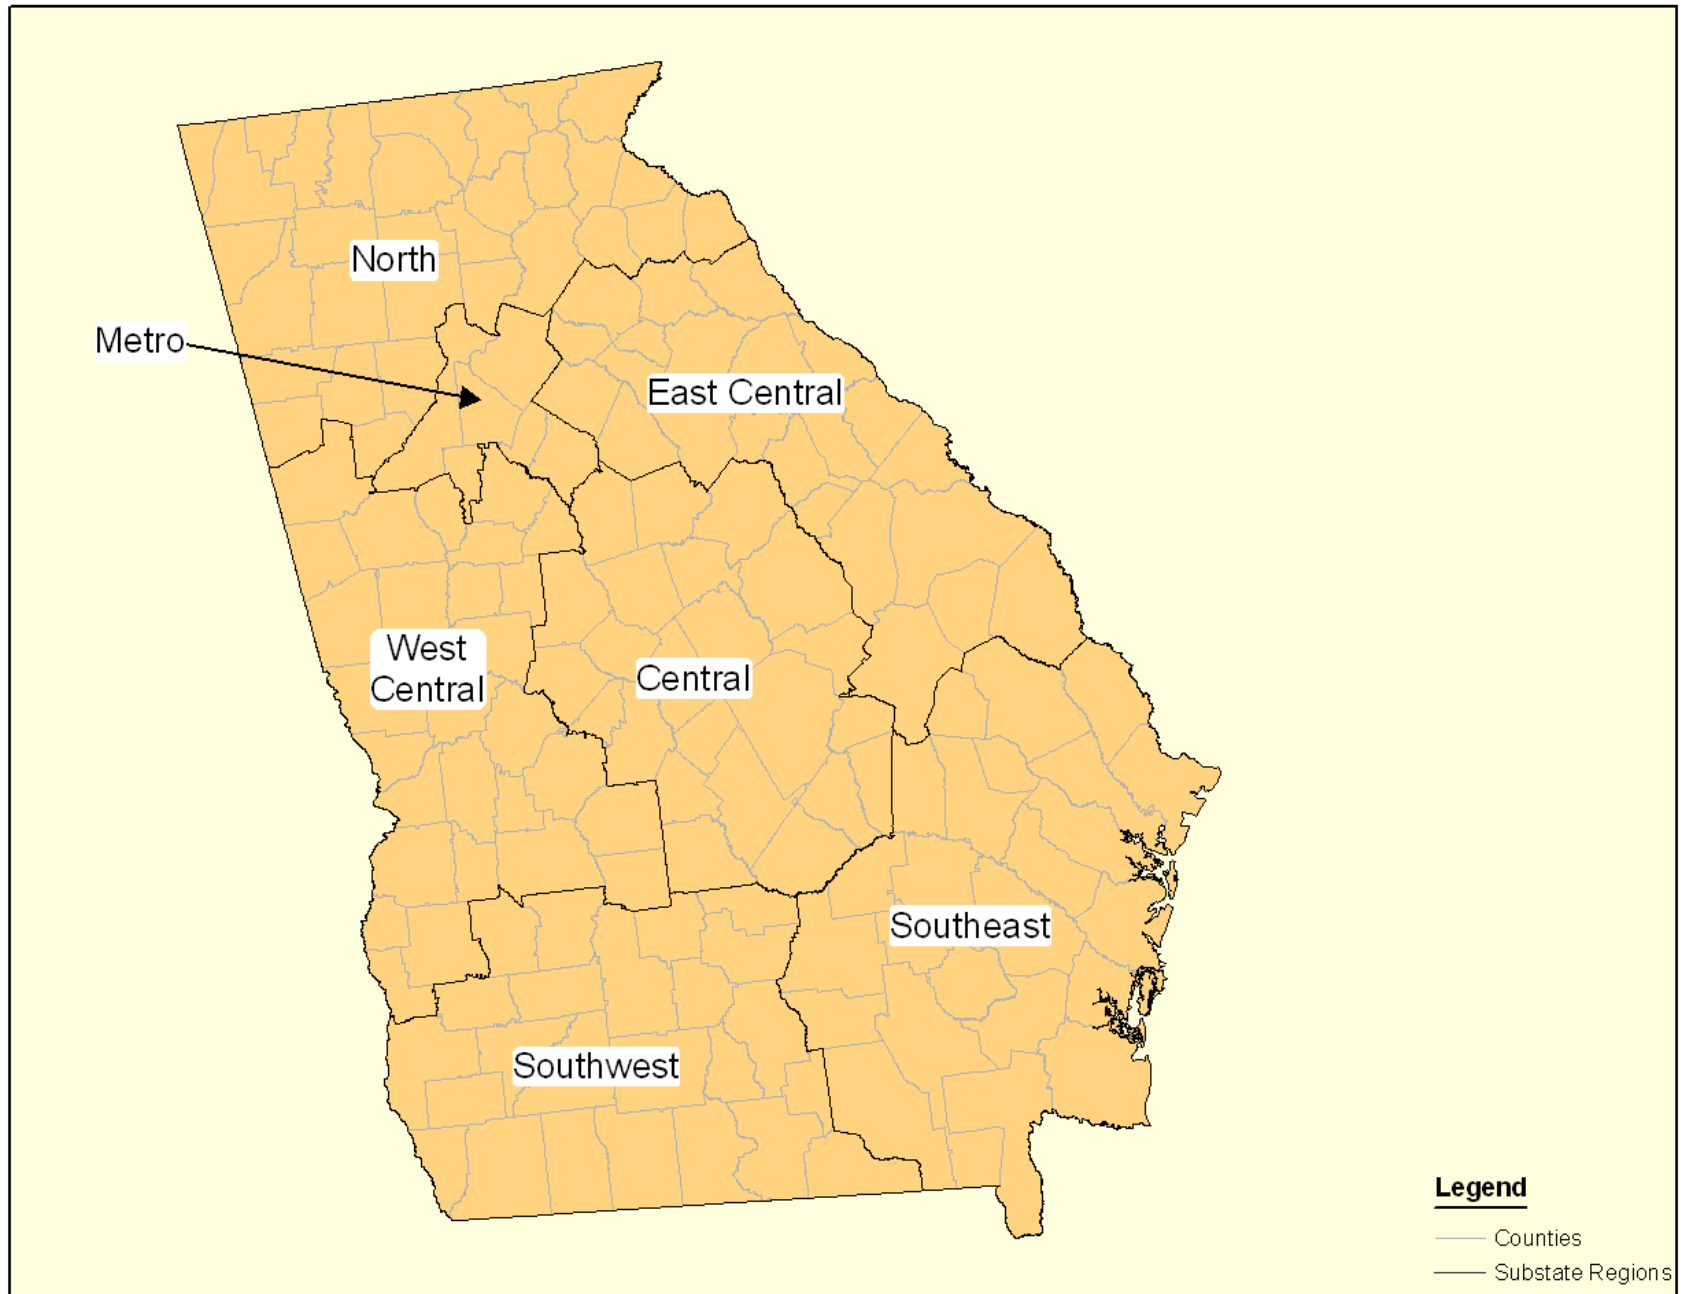 North
Metro
East Central
West
Central
Central
Southeast
Southwest
Legend
Counties
Substate Regions